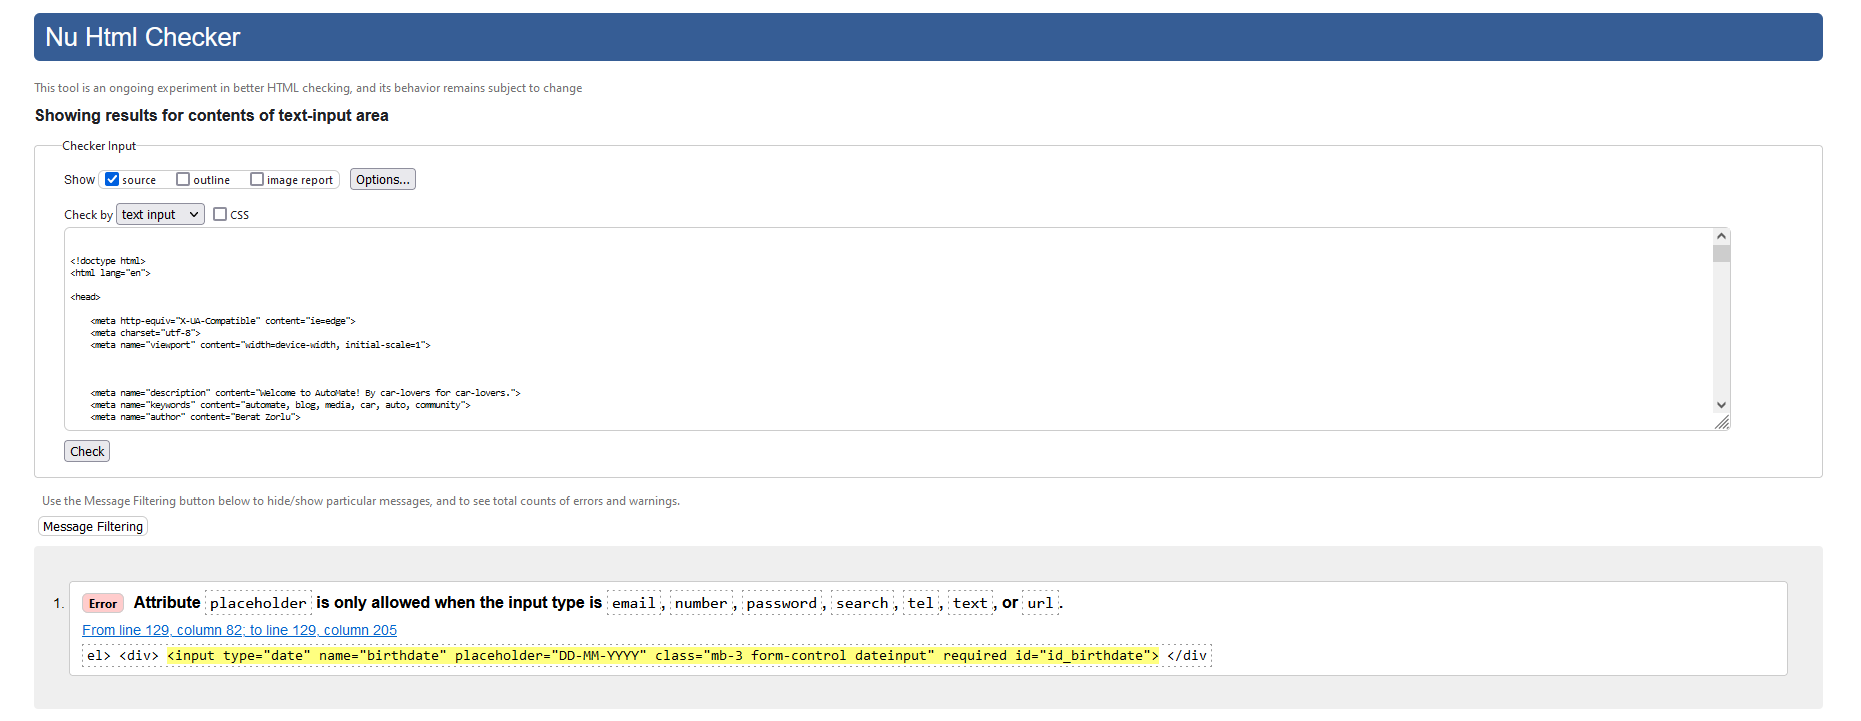 Nu Html Checker
This tool is an ongoing experiment in better HTML checking, and its behavior remains subject to change
Showing results for contents of text-input area
Checker Input
Show source outline image report Options...
Check by text input CSS
<!doctype html>
<html lang="en">
<head>
<meta http-equiv="X-UA-Compatible" content="ie=edge">
<meta charset="utf-8">
<meta name="viewport" content="width=device-width, initial-scale=1">
<meta name="description" content="Welcome to AutoMate! By car-lovers for car-lovers.">
<meta name="keywords" content="automate, blog, media, car, auto, community">
<meta name="author" content="Berat Zorlu">
Check
Use the Message Filtering button below to hide/show particular messages, and to see total counts of errors and warnings.
Message Filtering
1. Error Attribute placeholder is only allowed when the input type is email, number, password, search, tel, text, or url.
From line 129, column 82; to line 129, column 205
el> <div> <input type="date" name="birthdate" placeholder="DD-MM-YYYY" class="mb-3 form-control dateinput" required id="id_birthdate"> </div